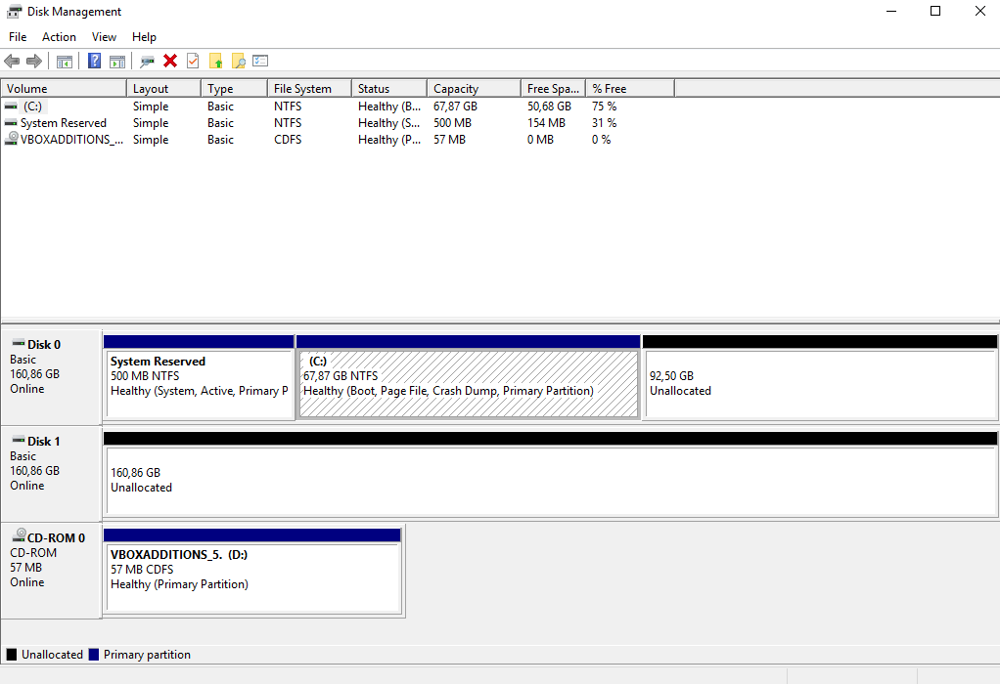 Disk Management
File Action View Help
Volume Layout Type File System Status Capacity Free Spa... % Free
(C:) Simple Basic NTFS Healthy (B... 67,87 GB 50,68 GB 75 %
System Reserved Simple Basic NTFS Healthy (S... 500 MB 154 MB 31 %
VBOXADDITIONS_... Simple Basic CDFS Healthy (P... 57 MB 0 MB 0 %
Disk 0
Basic
160,86 GB
Online
System Reserved
500 MB NTFS
Healthy (System, Active, Primary P
(C:)
67,87 GB NTFS
Healthy (Boot, Page File, Crash Dump, Primary Partition)
92,50 GB
Unallocated
Disk 1
Basic
160,86 GB
Online
160,86 GB
Unallocated
CD-ROM 0
CD-ROM
57 MB
Online
VBOXADDITIONS_5. (D:)
57 MB CDFS
Healthy (Primary Partition)
Unallocated Primary partition